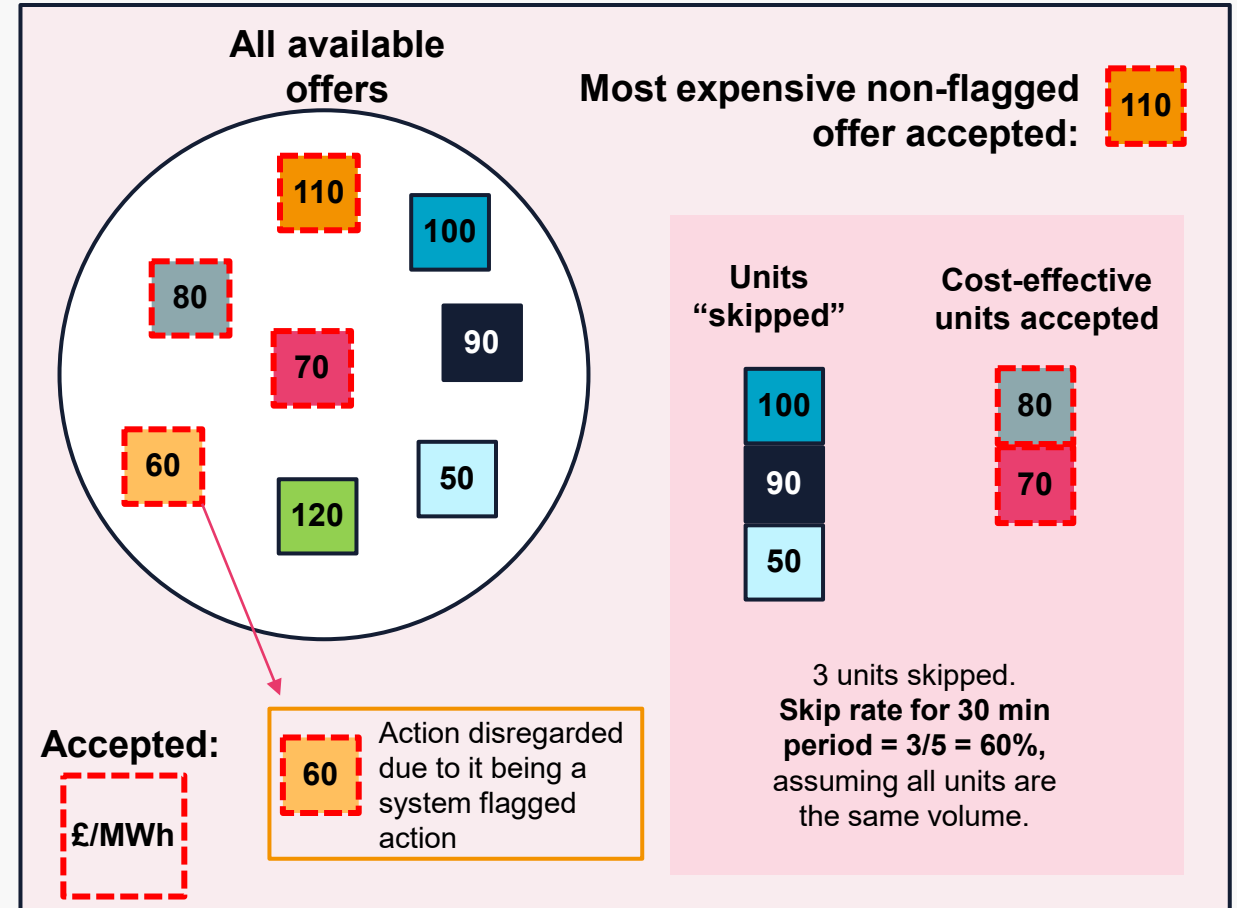 All available
offers
110
100
80
90
70
60
50
120
Most expensive non-flagged
offer accepted:
110
Units
“skipped”
100
90
50
Cost-effective
units accepted
80
70
3 units skipped.
Skip rate for 30 min
period = 3/5 = 60%,
assuming all units are
the same volume.
Accepted:
£/MWh
60
Action disregarded
due to it being a
system flagged
action